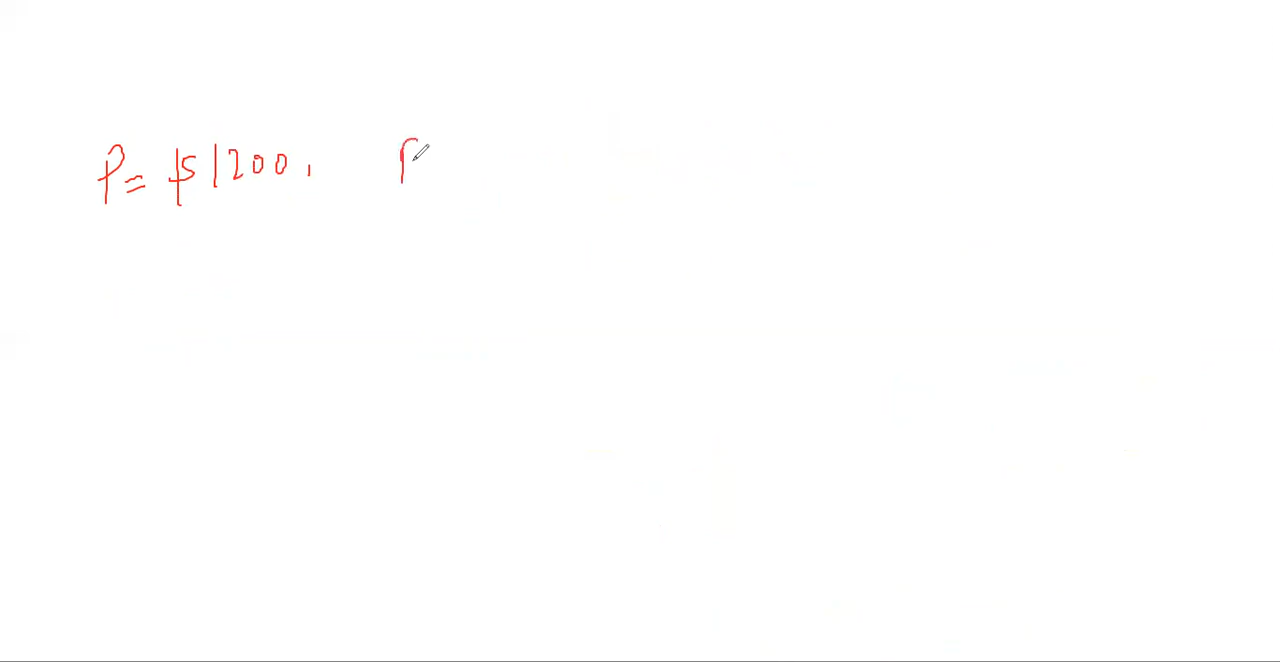 P = $1200,